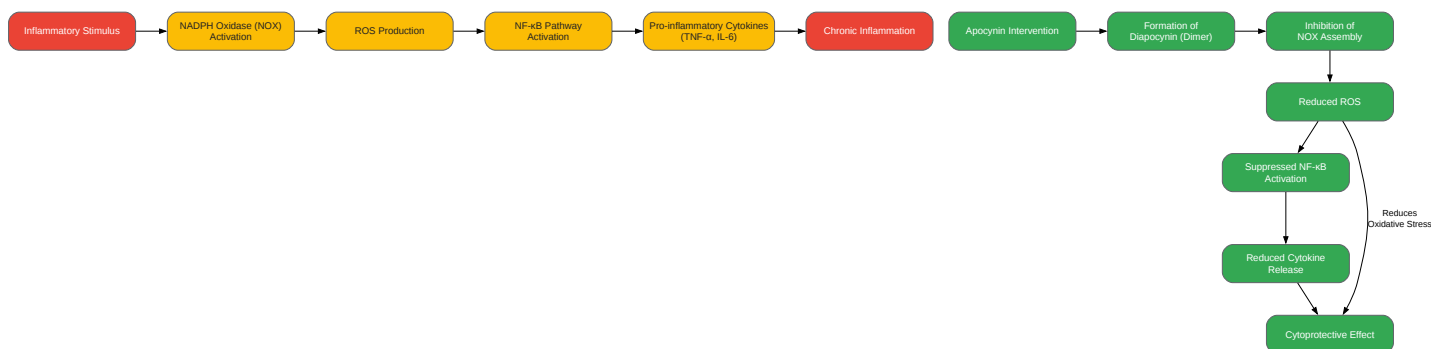 Inflammatory Stimulus
NADPH Oxidase (NOX)
Activation
ROS Production
NF-κB Pathway
Activation
Pro-inflammatory Cytokines
(TNF-α, IL-6)
Chronic Inflammation
Apocynin Intervention
Formation of
Diapocynin (Dimer)
Inhibition of
NOX Assembly
Reduced ROS
Suppressed NF-κB
Activation
Reduces
Oxidative Stress
Reduced Cytokine
Release
Cytoprotective Effect